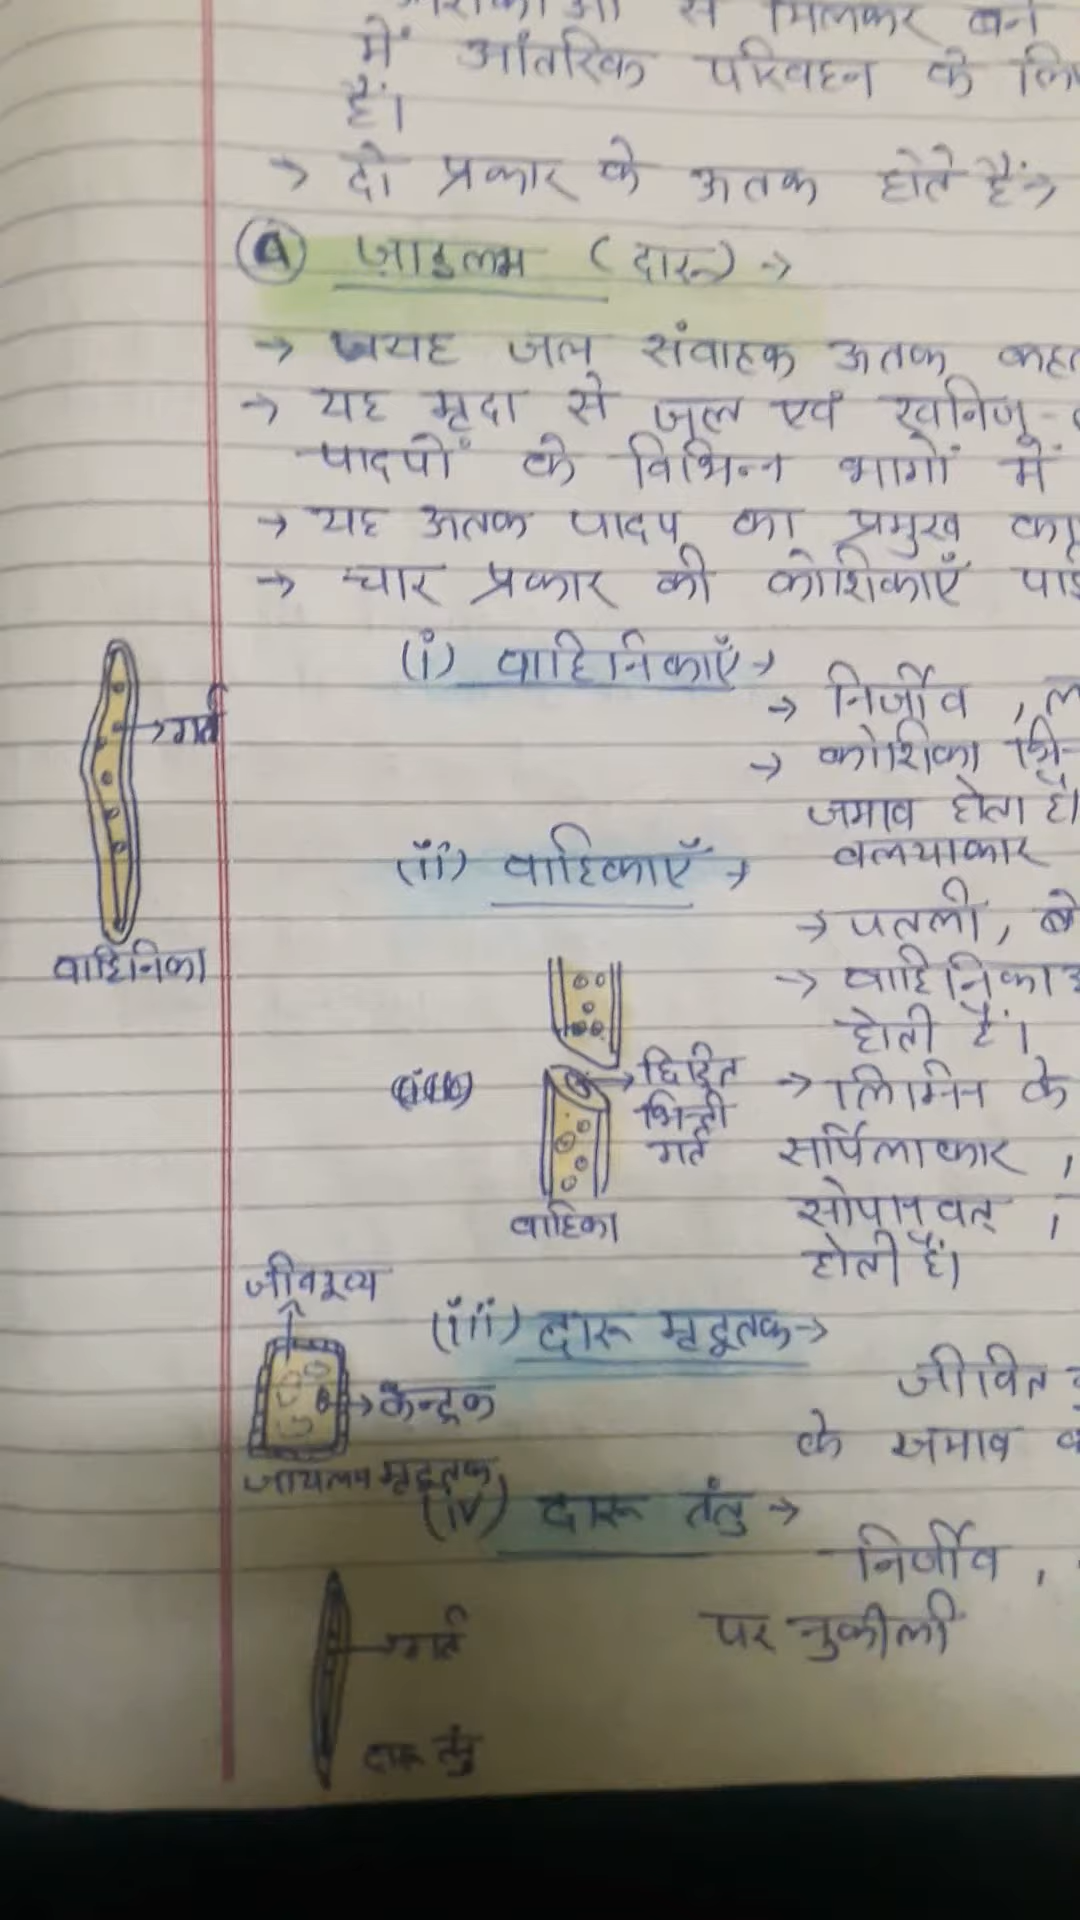 से मिलकर बने
में आंतरिक परिवहन के लिए
हैं।
→ दो प्रकार के ऊतक होते हैं→
(A) ज़ाइलम (दारू) →
→ यह जल संवाहक ऊतक
→ यह मृदा से जल एवं खनिज
पादपों के विभिन्न भागों में
→ यह ऊतक पादप का प्रमुख
→ चार प्रकार की कोशिकाएँ
(i) वाहिनिकाएँ →
→ निर्जीव,
→गर्त
→ कोशिका
जमाव होता है।
वलयाकार
(ii) वाहिकाएँ →
→ पतली,
वाहिनिका
→ वाहिनिका
होती हैं।
→ छिद्रित
भित्ती
गर्त
→ लिग्निन के
सर्पिलाकार,
सोपानवत्,
होती हैं।
वाहिका
जीवद्रव्य
(iii) दारू मृदूतक→
जीवित
→केन्द्रक
के जमाव
जायलम मृदूतक
(iv) दारू तंतु →
निर्जीव,
पर नुकीली
→गर्त
दारू तंतु